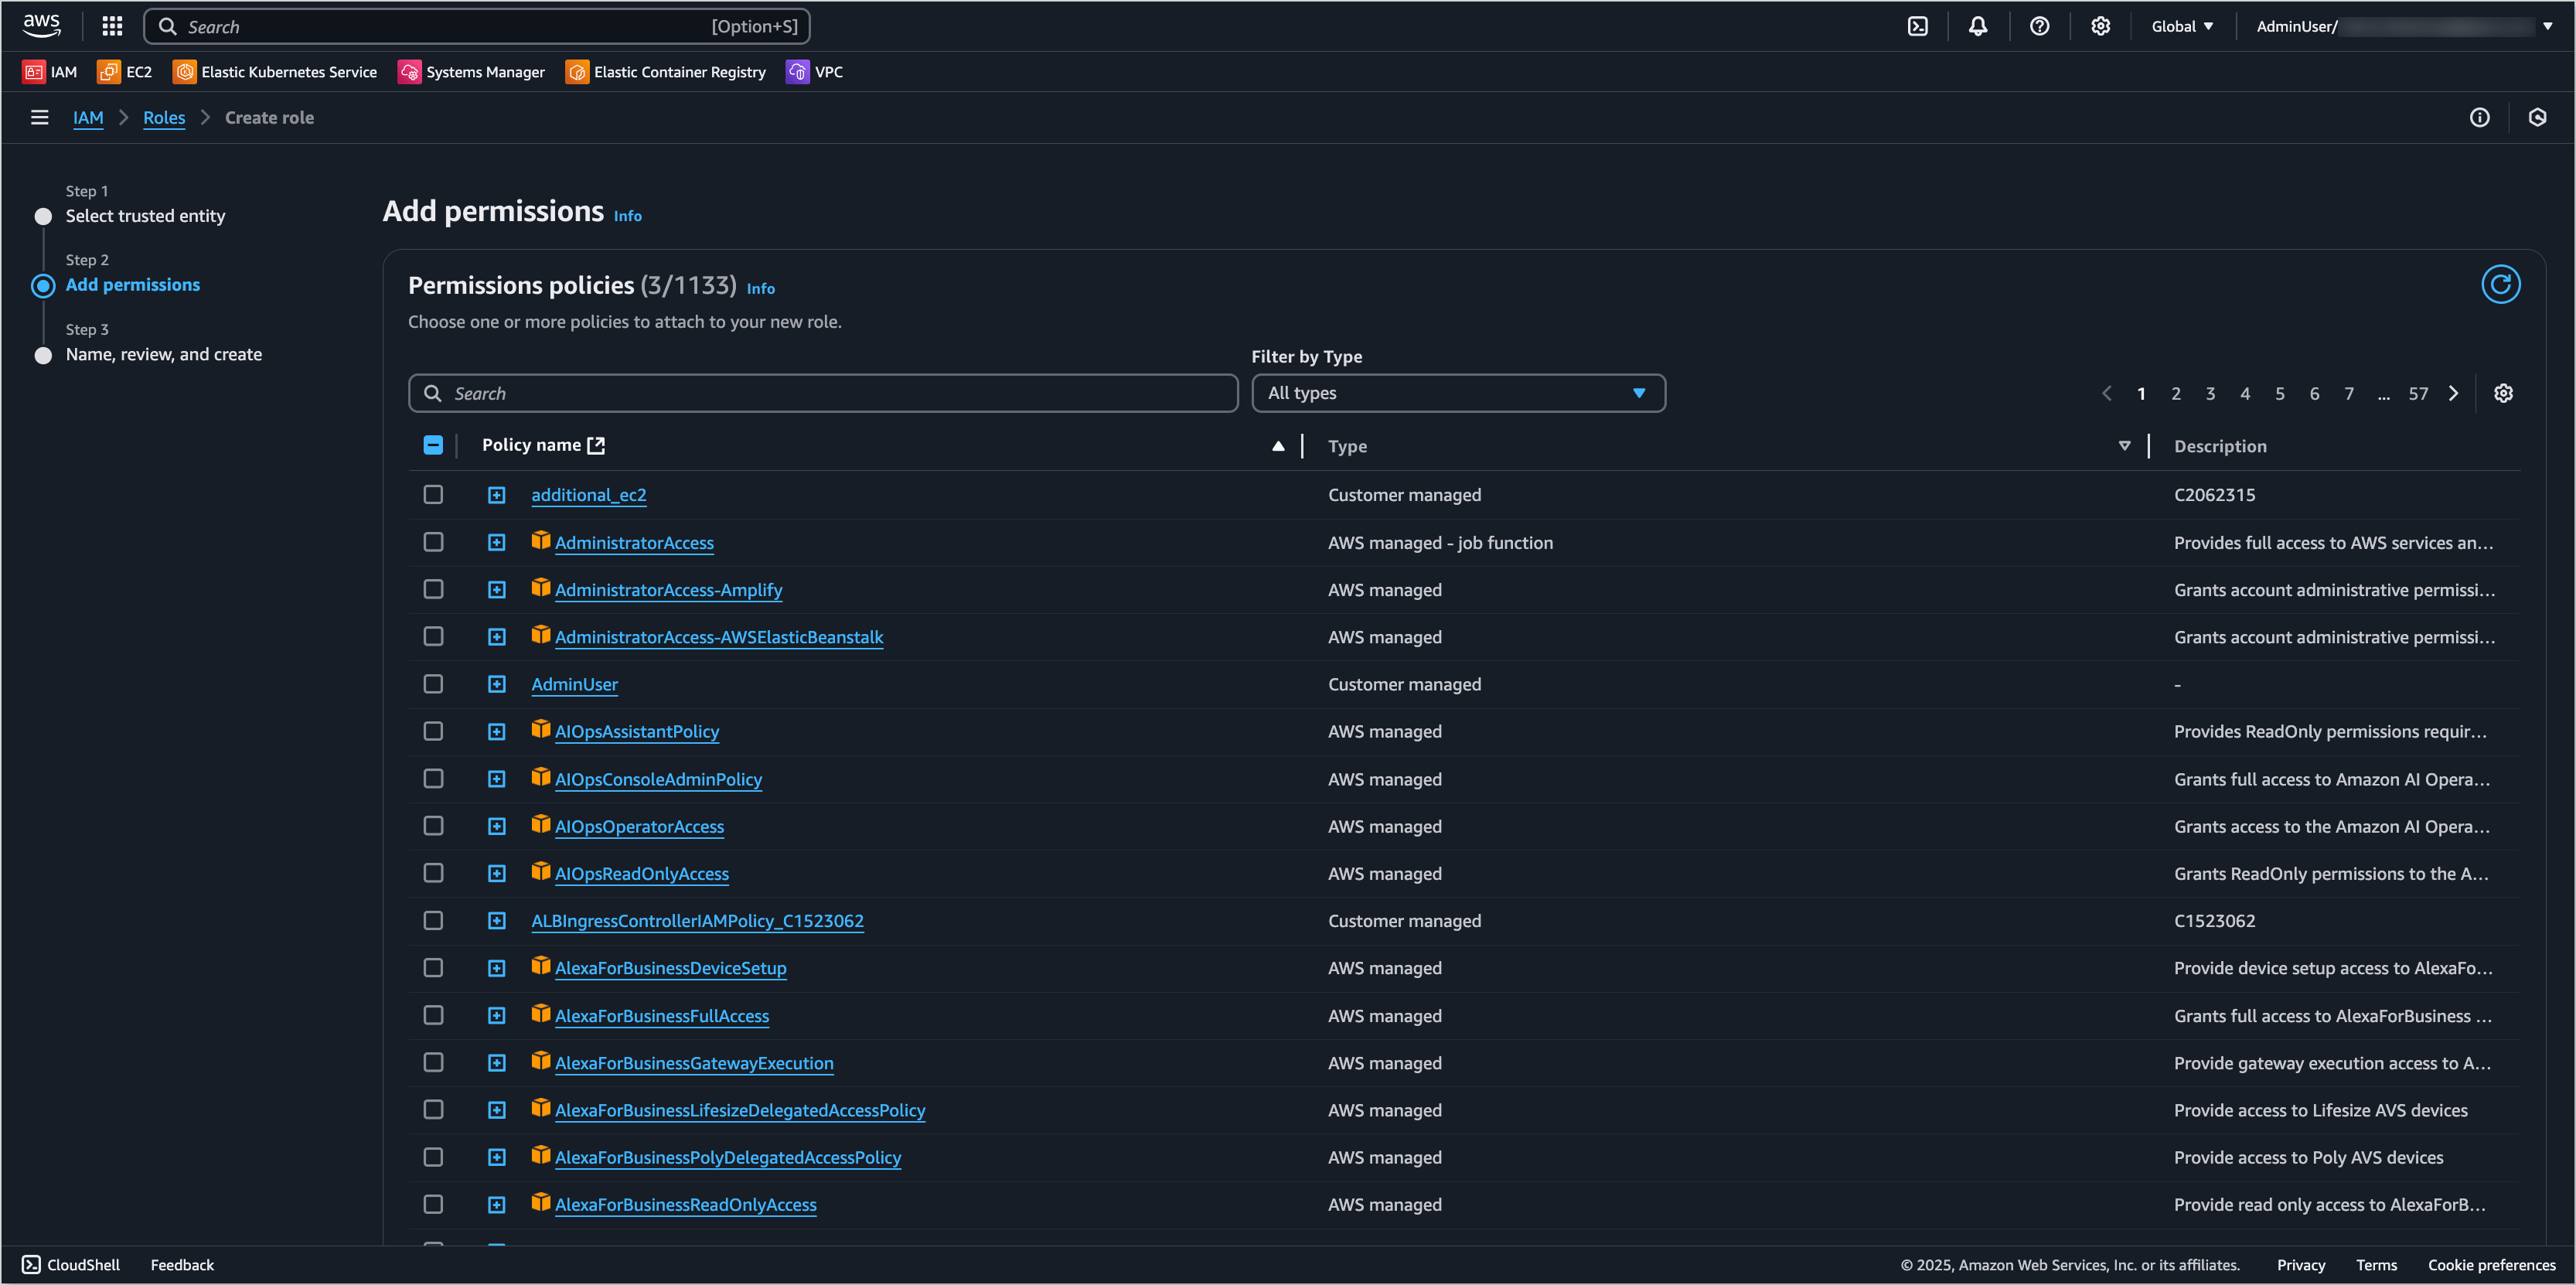 aws
Search [Option+S]
Global
AdminUser/
IAM
EC2
Elastic Kubernetes Service
Systems Manager
Elastic Container Registry
VPC
IAM
Roles
Create role
Step 1
Select trusted entity
Step 2
Add permissions
Step 3
Name, review, and create
Add permissions Info
Permissions policies (3/1133) Info
Choose one or more policies to attach to your new role.
Filter by Type
Search
All types
1 2 3 4 5 6 7 ... 57
Policy name Type Description
additional_ec2 Customer managed C2062315
AdministratorAccess AWS managed - job function Provides full access to AWS services an...
AdministratorAccess-Amplify AWS managed Grants account administrative permissi...
AdministratorAccess-AWSElasticBeanstalk AWS managed Grants account administrative permissi...
AdminUser Customer managed -
AIOpsAssistantPolicy AWS managed Provides ReadOnly permissions requir...
AIOpsConsoleAdminPolicy AWS managed Grants full access to Amazon AI Opera...
AIOpsOperatorAccess AWS managed Grants access to the Amazon AI Opera...
AIOpsReadOnlyAccess AWS managed Grants ReadOnly permissions to the A...
ALBIngressControllerIAMPolicy_C1523062 Customer managed C1523062
AlexaForBusinessDeviceSetup AWS managed Provide device setup access to AlexaFo...
AlexaForBusinessFullAccess AWS managed Grants full access to AlexaForBusiness ...
AlexaForBusinessGatewayExecution AWS managed Provide gateway execution access to A...
AlexaForBusinessLifesizeDelegatedAccessPolicy AWS managed Provide access to Lifesize AVS devices
AlexaForBusinessPolyDelegatedAccessPolicy AWS managed Provide access to Poly AVS devices
AlexaForBusinessReadOnlyAccess AWS managed Provide read only access to AlexaForB...
CloudShell Feedback © 2025, Amazon Web Services, Inc. or its affiliates. Privacy Terms Cookie preferences